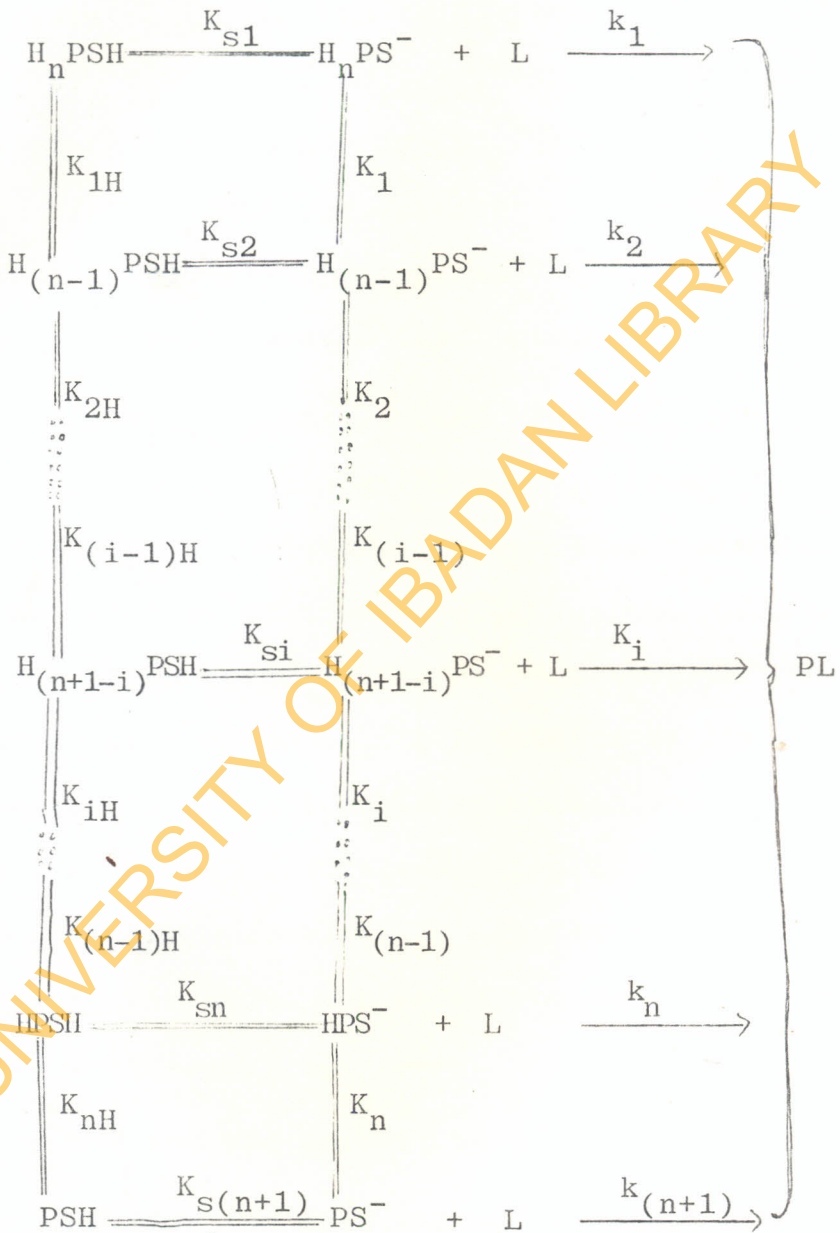 K_s1 k_1
H_nPSH H_nPS^- + L
K_1H K_1
K_s2 k_2
H_(n-1)PSH H_(n-1)PS^- + L
K_2H K_2
K_(i-1)H K_(i-1)
K_si K_i
H_(n+1-i)PSH H_(n+1-i)PS^- + L PL
K_iH K_i
K_(n-1)H K_(n-1)
K_sn k_n
HPSH HPS^- + L
K_nH K_n
K_s(n+1) k_(n+1)
PSH PS^- + L
UNIVERSITY OF IBADAN LIBRARY